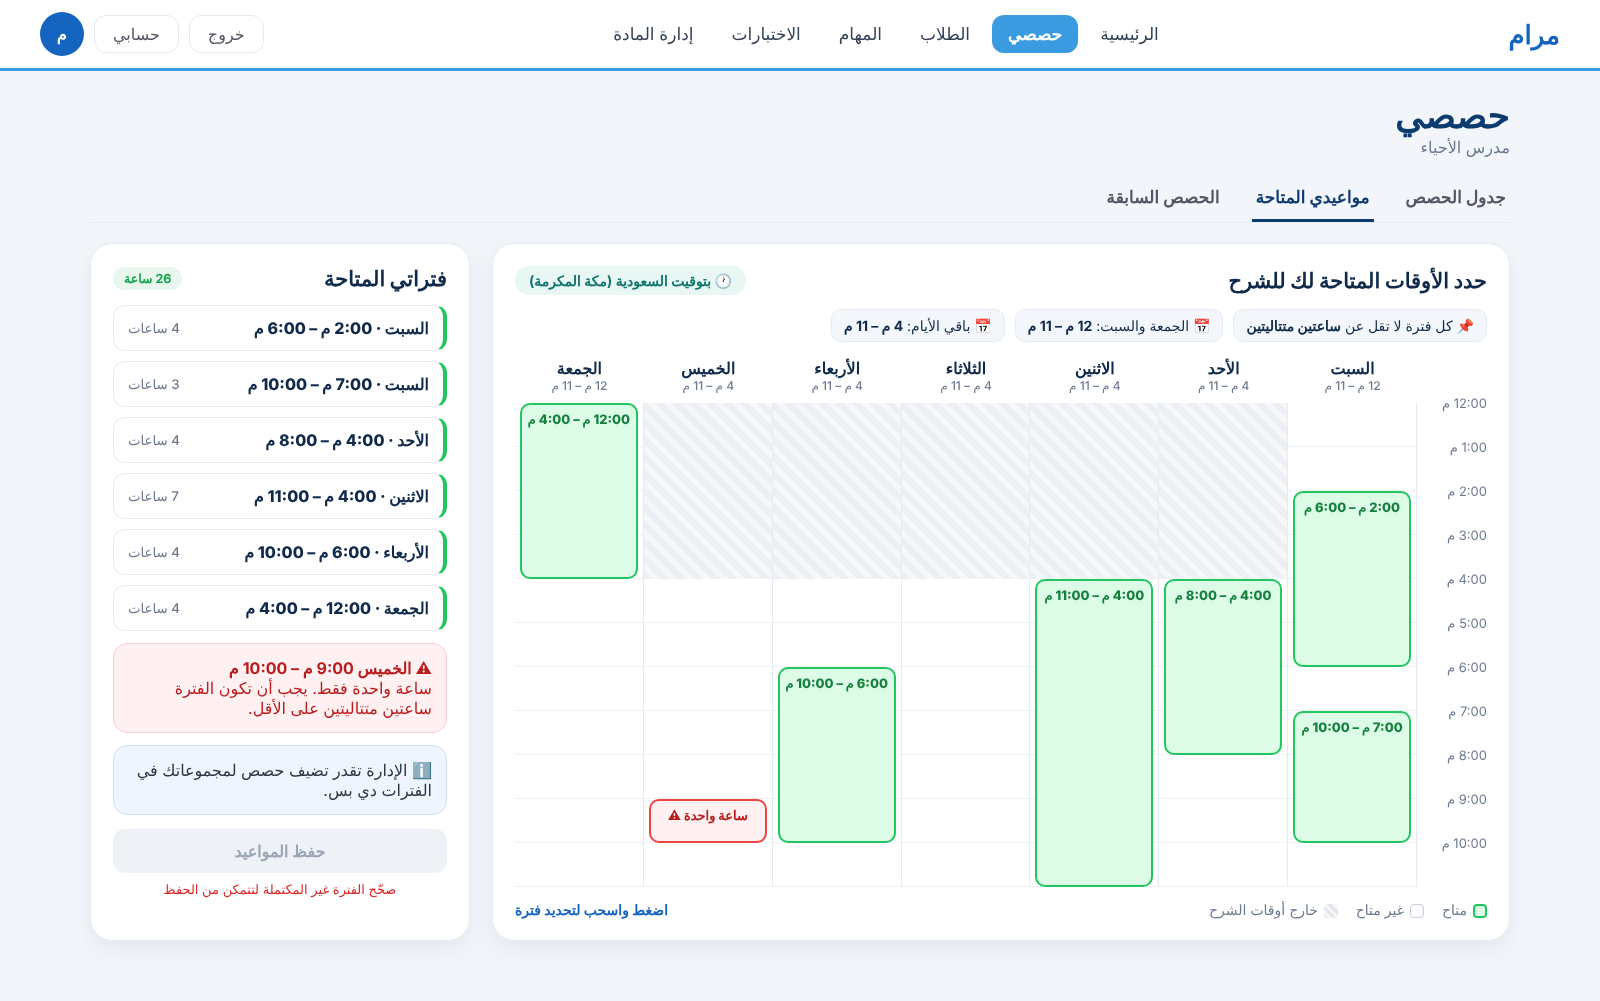 مرام
الرئيسية
حصصي
الطلاب
المهام
الاختبارات
إدارة المادة
خروج
حسابي
م
حصصي
مدرس الأحياء
جدول الحصص
مواعيدي المتاحة
الحصص السابقة
حدد الأوقات المتاحة لك للشرح
🕐 بتوقيت السعودية (مكة المكرمة)
📌 كل فترة لا تقل عن ساعتين متتاليتين
📅 الجمعة والسبت: 12 م – 11 م
📅 باقي الأيام: 4 م – 11 م
السبت
12 م – 11 م
الأحد
4 م – 11 م
الاثنين
4 م – 11 م
الثلاثاء
4 م – 11 م
الأربعاء
4 م – 11 م
الخميس
4 م – 11 م
الجمعة
12 م – 11 م
12:00 م
1:00 م
2:00 م
3:00 م
4:00 م
5:00 م
6:00 م
7:00 م
8:00 م
9:00 م
10:00 م
2:00 م – 6:00 م
7:00 م – 10:00 م
4:00 م – 8:00 م
4:00 م – 11:00 م
6:00 م – 10:00 م
ساعة واحدة ⚠
12:00 م – 4:00 م
متاح
غير متاح
خارج أوقات الشرح
اضغط واسحب لتحديد فترة
فتراتي المتاحة
26 ساعة
السبت · 2:00 م – 6:00 م
4 ساعات
السبت · 7:00 م – 10:00 م
3 ساعات
الأحد · 4:00 م – 8:00 م
4 ساعات
الاثنين · 4:00 م – 11:00 م
7 ساعات
الأربعاء · 6:00 م – 10:00 م
4 ساعات
الجمعة · 12:00 م – 4:00 م
4 ساعات
⚠ الخميس 9:00 م – 10:00 م
ساعة واحدة فقط. يجب أن تكون الفترة
ساعتين متتاليتين على الأقل.
ℹ️ الإدارة تقدر تضيف حصص لمجموعاتك في
الفترات دي بس.
حفظ المواعيد
صحّح الفترة غير المكتملة لتتمكن من الحفظ